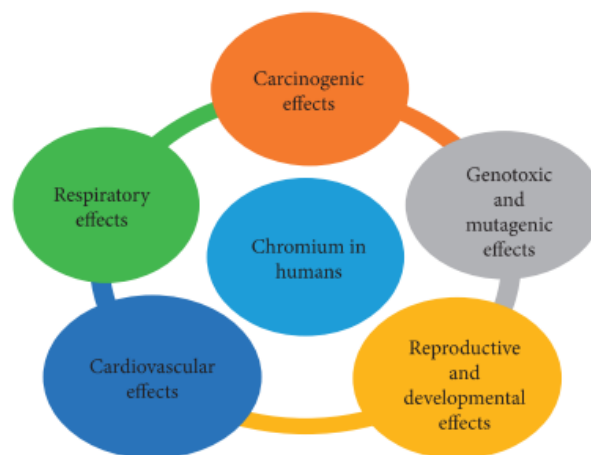 Carcinogenic
effects
Genotoxic
and
mutagenic
effects
Reproductive
and
developmental
effects
Cardiovascular
effects
Respiratory
effects
Chromium in
humans